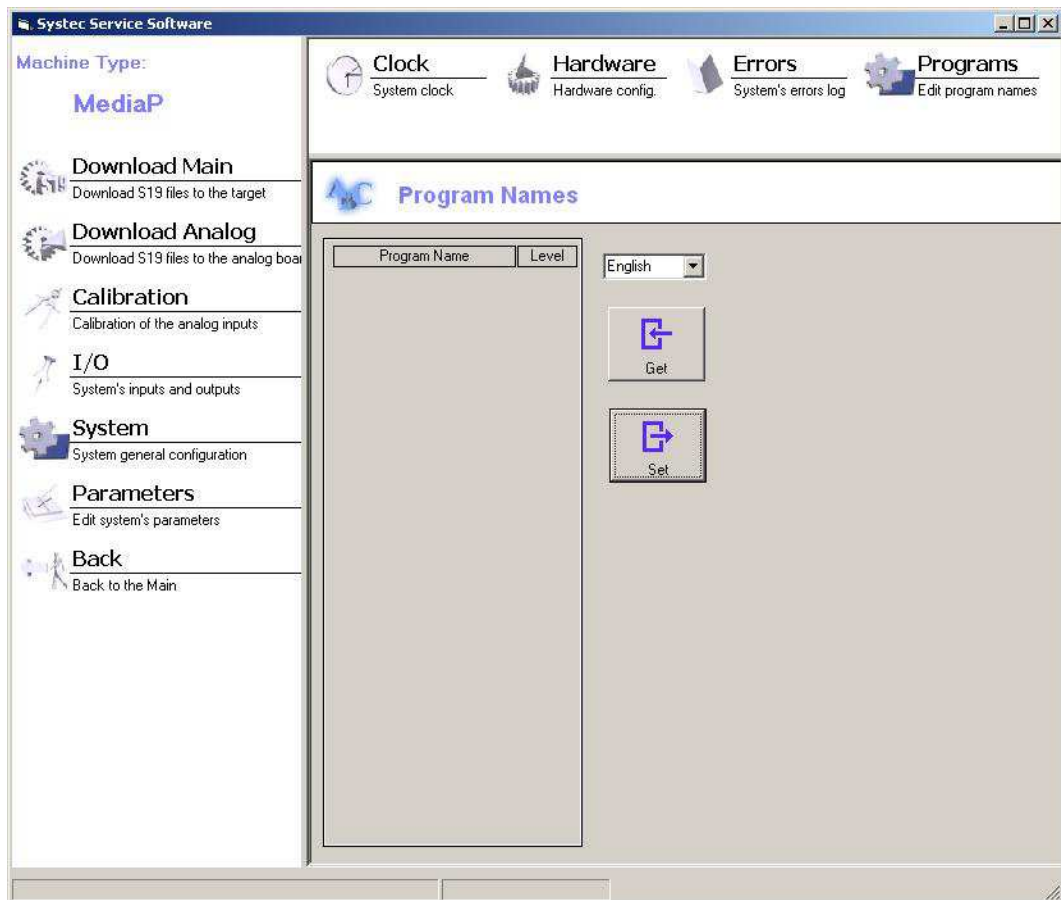 Systec Service Software
Machine Type:
MediaP
Download Main
Download S19 files to the target
Download Analog
Download S19 files to the analog boar
Calibration
Calibration of the analog inputs
I/O
System's inputs and outputs
System
System general configuration
Parameters
Edit system's parameters
Back
Back to the Main
Clock
System clock
Hardware
Hardware config.
Errors
System's errors log
Programs
Edit program names
Program Names
Program Name Level
English
Get
Set